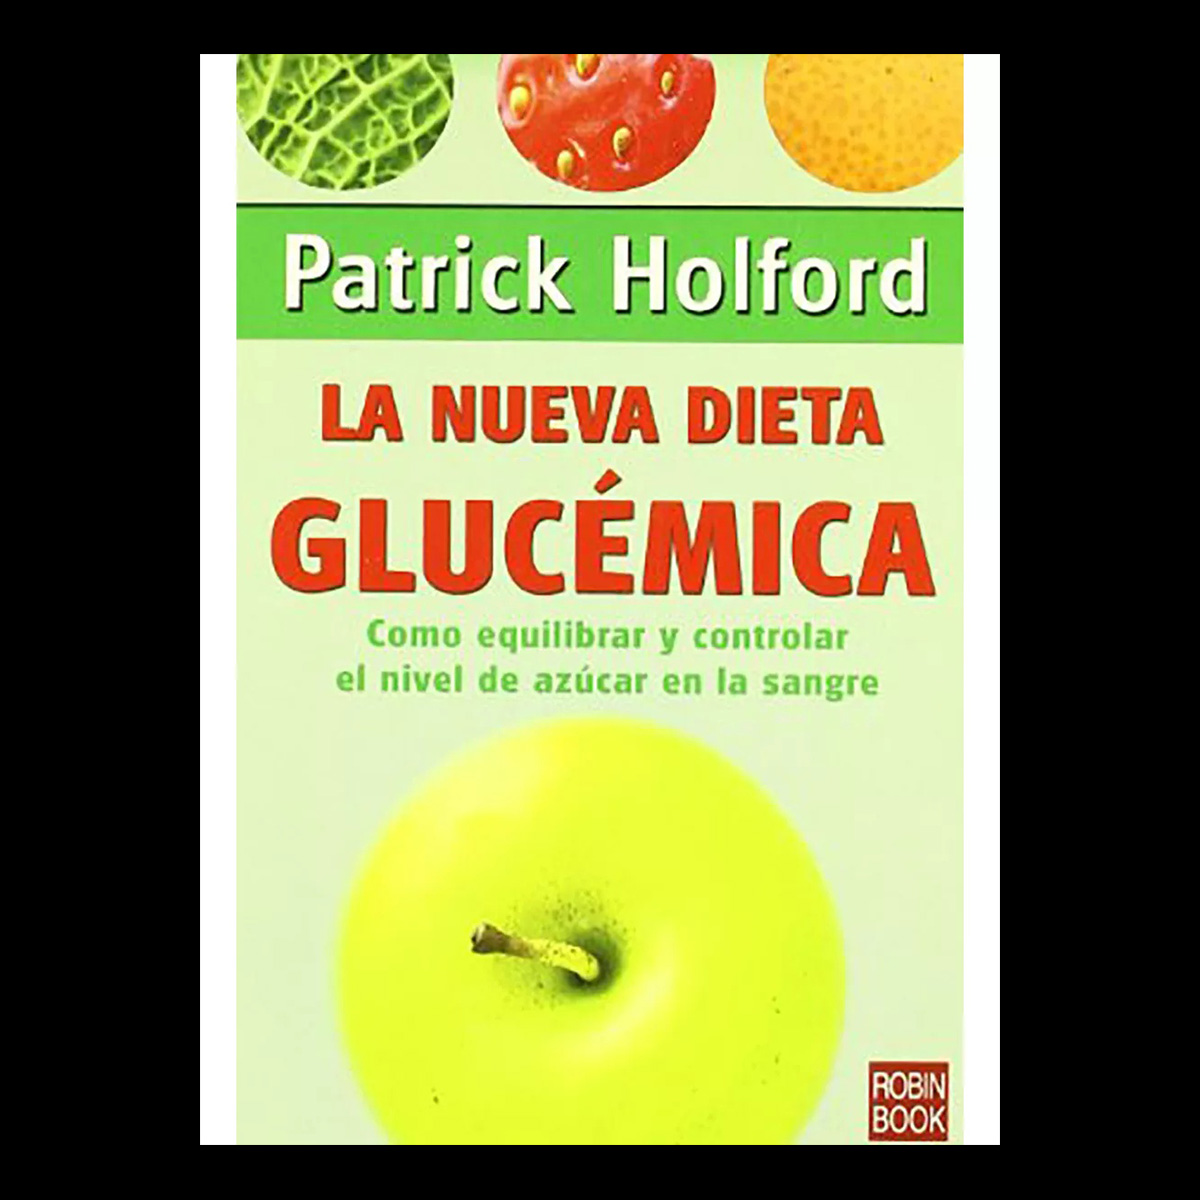 Patrick Holford
LA NUEVA DIETA
GLUCÉMICA
Como equilibrar y controlar
el nivel de azúcar en la sangre
ROBIN
BOOK